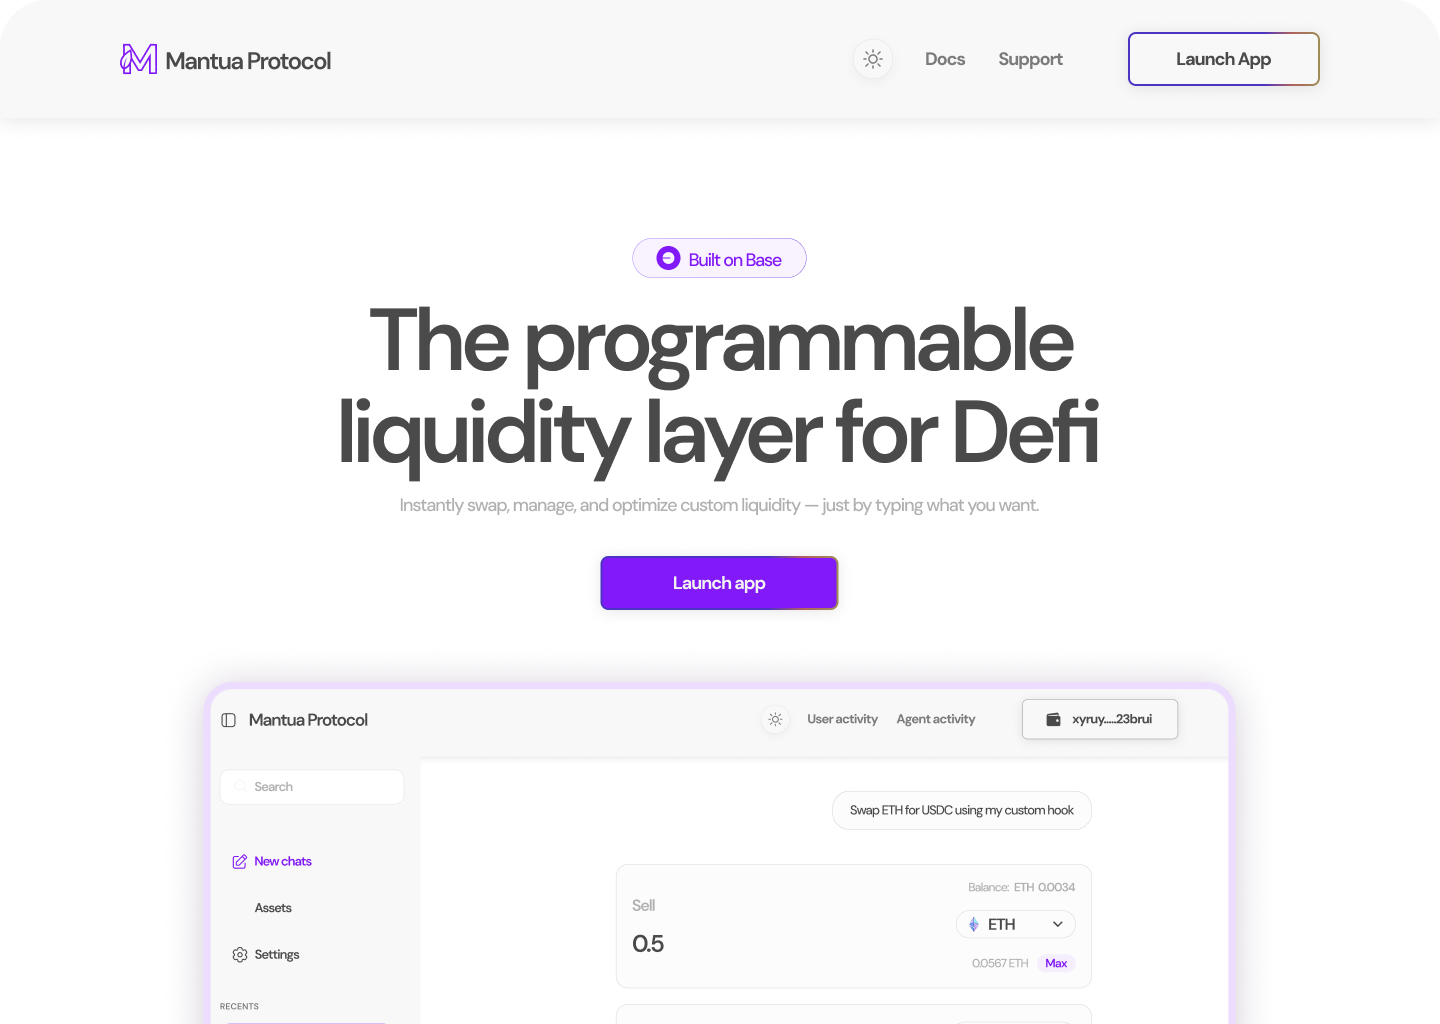 Mantua Protocol
Docs
Support
Launch App
Built on Base
The programmable
liquidity layer for Defi
Instantly swap, manage, and optimize custom liquidity — just by typing what you want.
Launch app
Mantua Protocol
User activity
Agent activity
xyruy.....23brui
Search
Swap ETH for USDC using my custom hook
New chats
Balance: ETH 0.0034
Sell
Assets
ETH
0.5
Settings
0.0567 ETH
Max
RECENTS